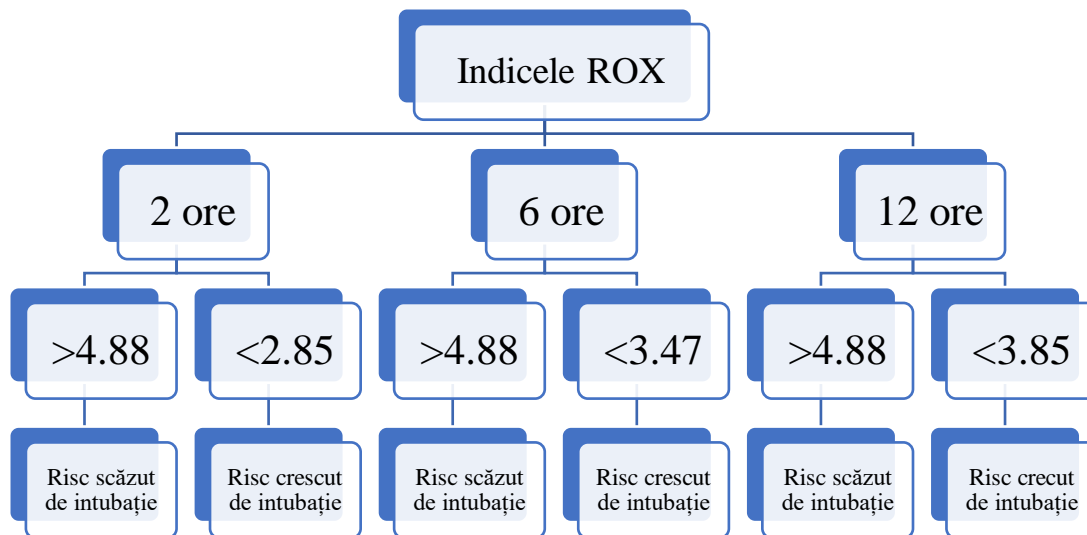 Indicele ROX
2 ore
6 ore
12 ore
>4.88
<2.85
>4.88
<3.47
>4.88
<3.85
Risc scăzut
de intubație
Risc crescut
de intubație
Risc scăzut
de intubație
Risc crescut
de intubație
Risc scăzut
de intubație
Risc crecut
de intubație